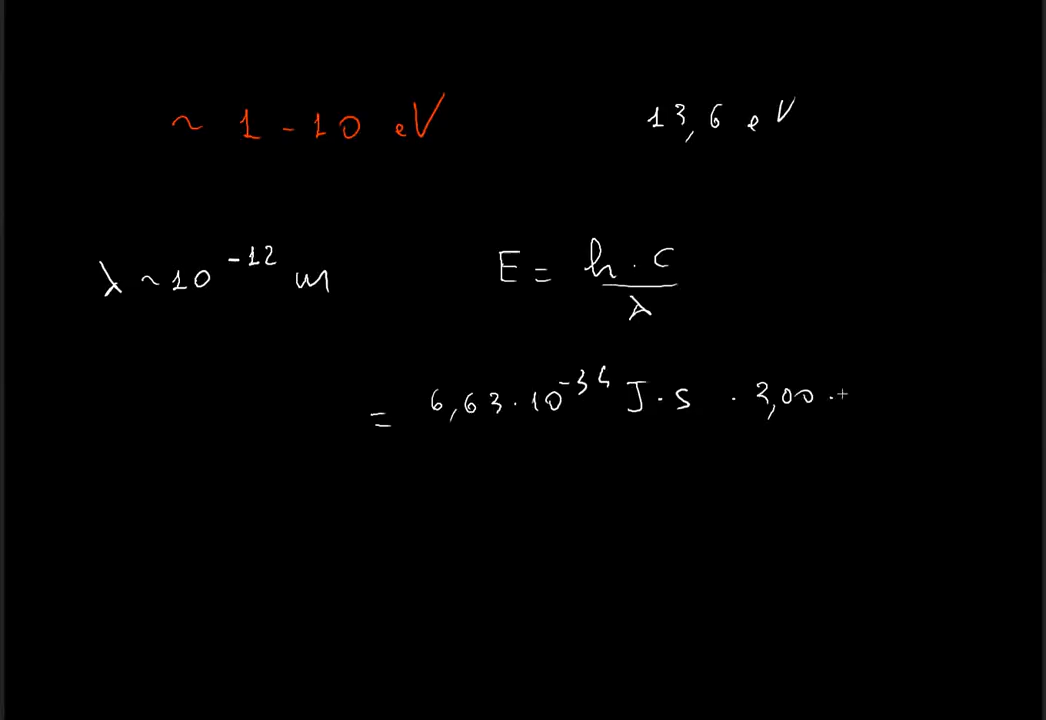 ~ 1 - 10 eV 13,6 eV
λ ~ 10^-12 m E = h · c / λ
= 6,63 · 10^-34 J · s · 3,00 ·